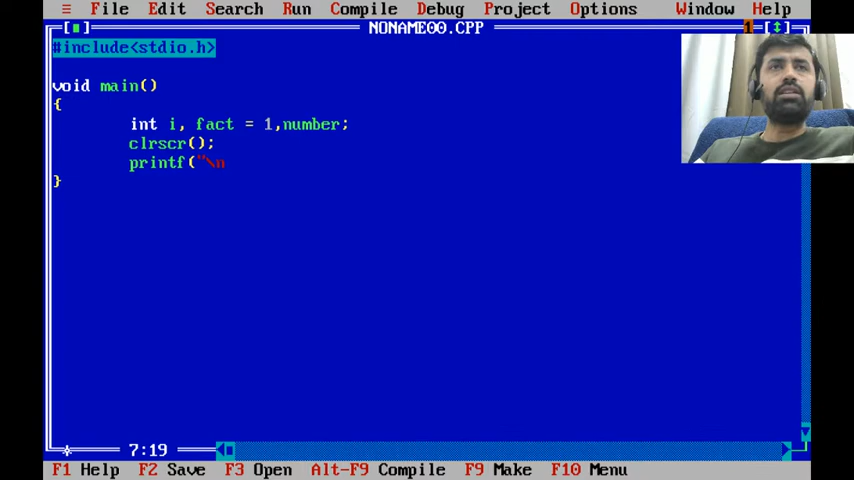 ≡ File Edit Search Run Compile Debug Project Options Window Help
[■] NONAME00.CPP 1=[↕]
#include<stdio.h>
void main()
{
int i, fact = 1,number;
clrscr();
printf("\n
}
* 7:19
F1 Help F2 Save F3 Open Alt-F9 Compile F9 Make F10 Menu